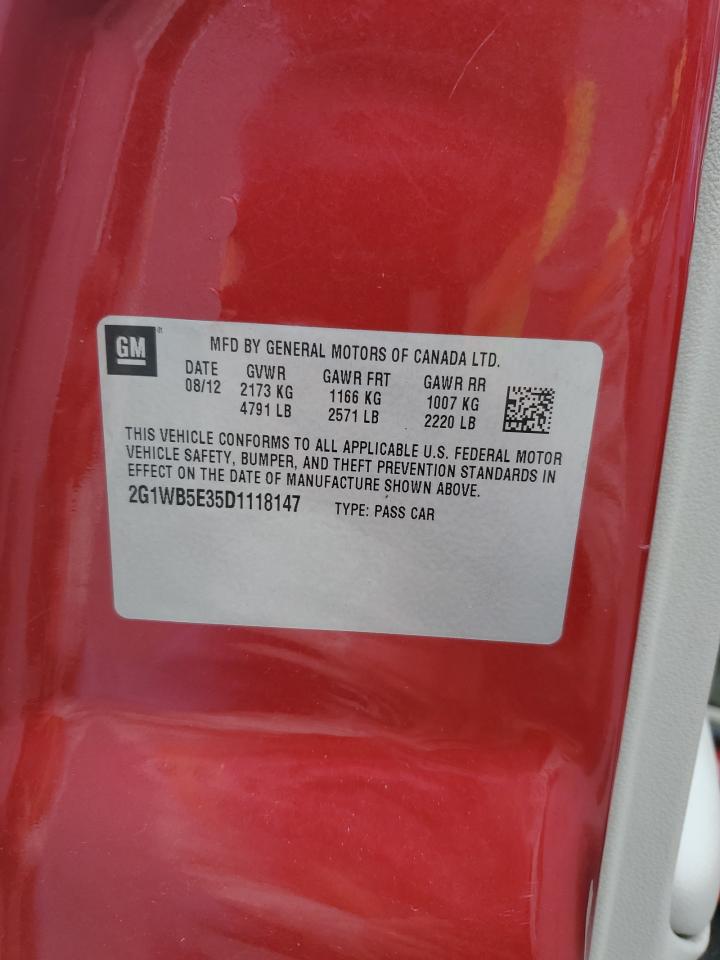 GM
MFD BY GENERAL MOTORS OF CANADA LTD.
DATE GVWR GAWR FRT GAWR RR
08/12 2173 KG 1166 KG 1007 KG
4791 LB 2571 LB 2220 LB
THIS VEHICLE CONFORMS TO ALL APPLICABLE U.S. FEDERAL MOTOR
VEHICLE SAFETY, BUMPER, AND THEFT PREVENTION STANDARDS IN
EFFECT ON THE DATE OF MANUFACTURE SHOWN ABOVE.
2G1WB5E35D1118147 TYPE: PASS CAR